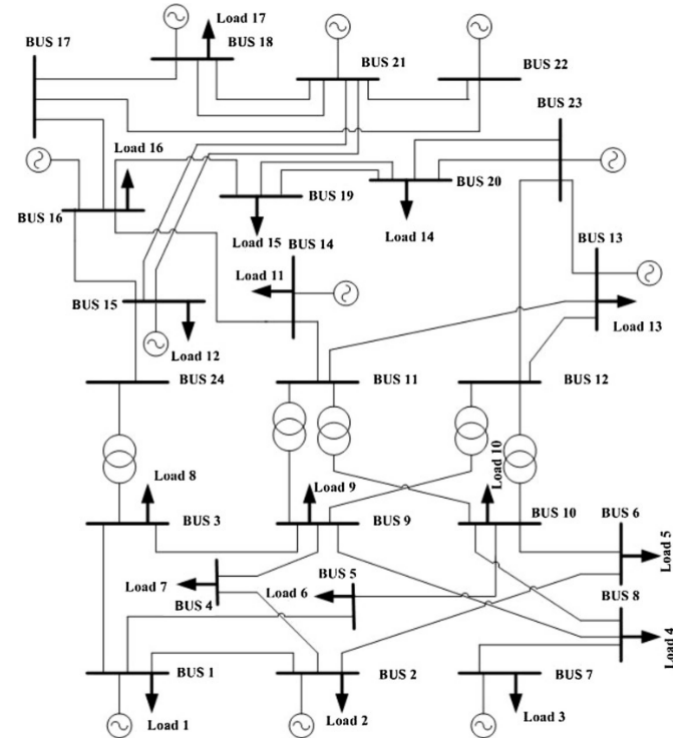 Load 17
BUS 17
BUS 18
BUS 21
BUS 22
BUS 23
Load 16
BUS 16
BUS 19
BUS 20
Load 15
Load 14
BUS 14
BUS 13
Load 11
BUS 15
Load 12
Load 13
BUS 24
BUS 11
BUS 12
Load 8
Load 9
Load 10
BUS 3
BUS 9
BUS 10
BUS 6
Load 5
Load 7
BUS 4
BUS 5
Load 6
BUS 8
Load 4
BUS 1
BUS 2
BUS 7
Load 1
Load 2
Load 3